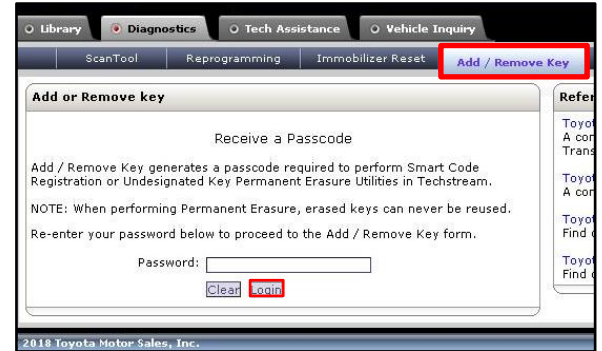 Library Diagnostics Tech Assistance Vehicle Inquiry
ScanTool Reprogramming Immobilizer Reset Add / Remove Key
Add or Remove key
Receive a Passcode
Add / Remove Key generates a passcode required to perform Smart Code
Registration or Undesignated Key Permanent Erasure Utilities in Techstream.
NOTE: When performing Permanent Erasure, erased keys can never be reused.
Re-enter your password below to proceed to the Add / Remove Key form.
Password:
Clear Login
A
A
Find
Find
2018 Toyota Motor Sales, Inc.